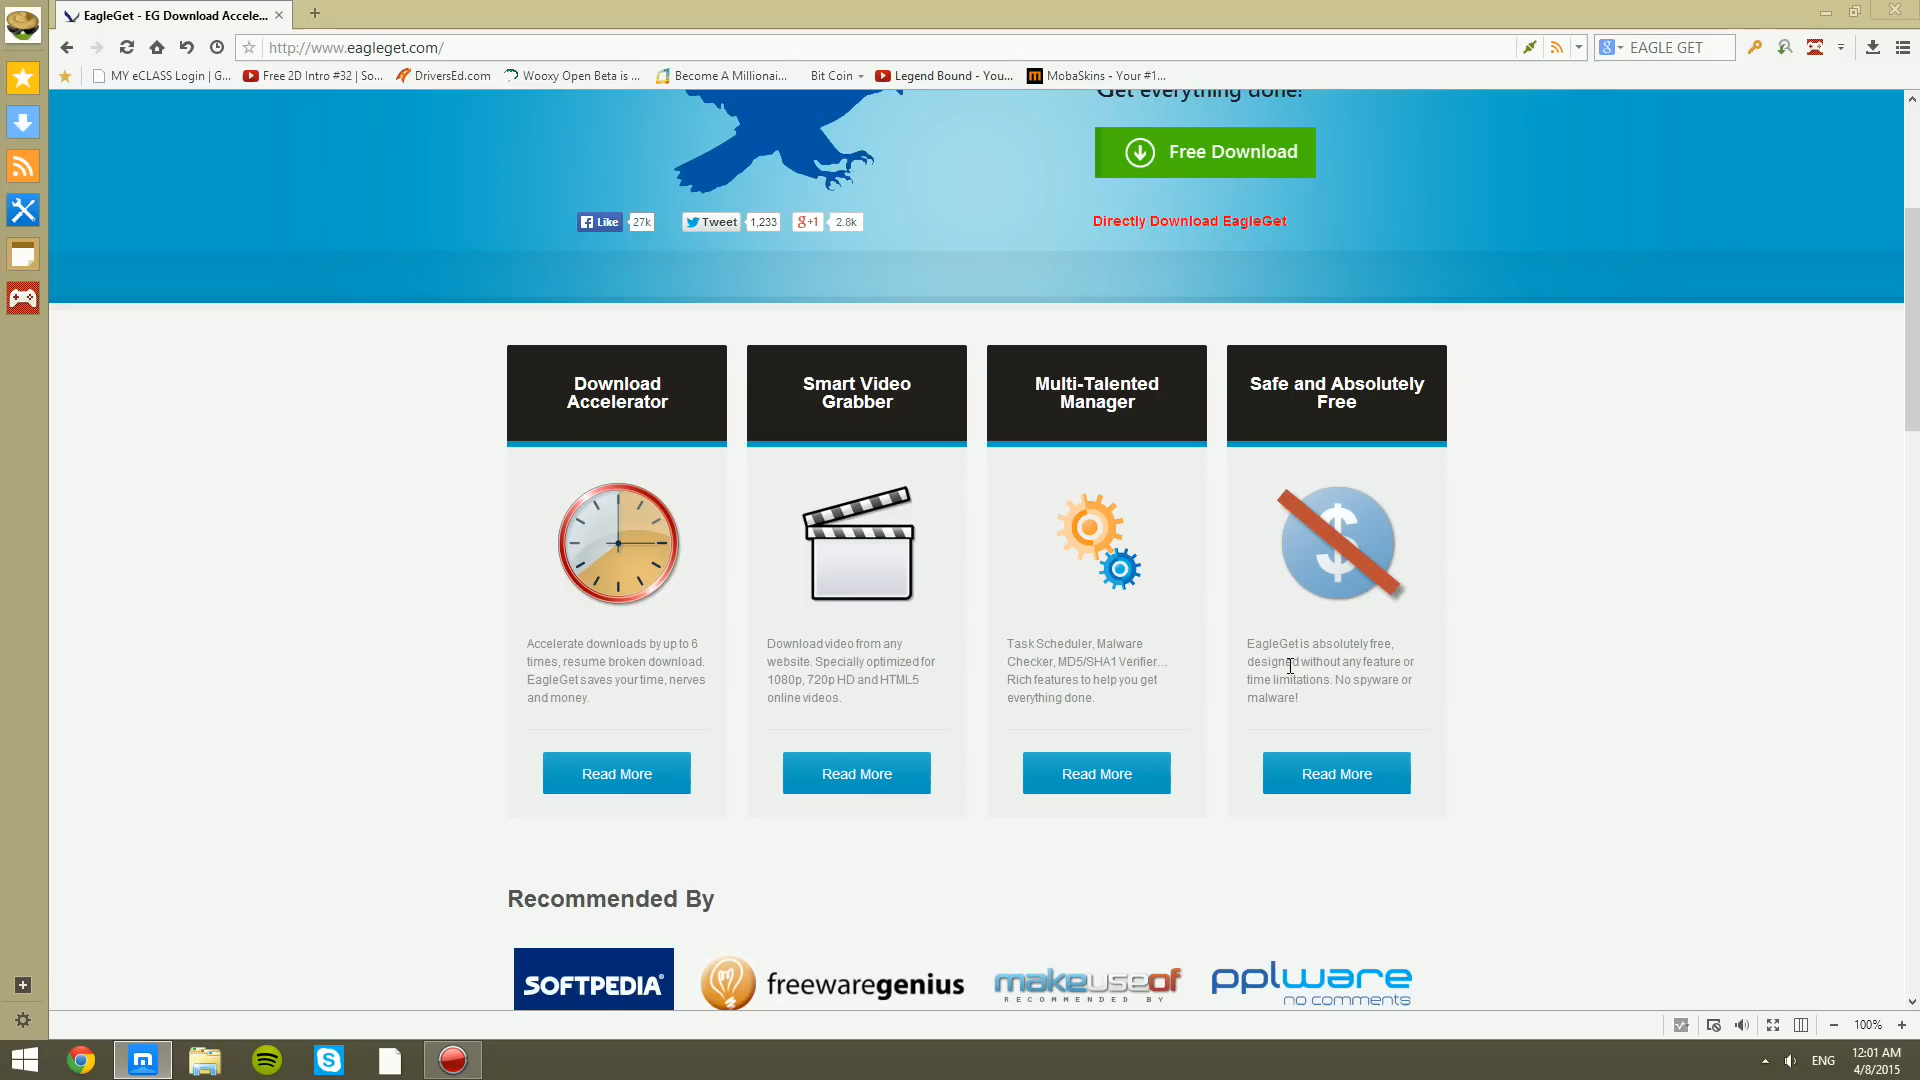 EagleGet - EG Download Accele...
http://www.eagleget.com/
EAGLE GET
MY eCLASS Login | G...
Free 2D Intro #32 | So...
DriversEd.com
Wooxy Open Beta is ...
Become A Millionai...
Bit Coin
Legend Bound - You...
MobaSkins - Your #1...
Get everything done!
Free Download
Like 27k
Tweet 1,233
g+1 2.8k
Directly Download EagleGet
Download
Accelerator
Accelerate downloads by up to 6
times, resume broken download.
EagleGet saves your time, nerves
and money.
Read More
Smart Video
Grabber
Download video from any
website. Specially optimized for
1080p, 720p HD and HTML5
online videos.
Read More
Multi-Talented
Manager
Task Scheduler, Malware
Checker, MD5/SHA1 Verifier...
Rich features to help you get
everything done.
Read More
Safe and Absolutely
Free
EagleGet is absolutely free,
designed without any feature or
time limitations. No spyware or
malware!
Read More
Recommended By
SOFTPEDIA®
freewaregenius
makeuseof
RECOMMENDED BY
pplware
no comments
100%
ENG
12:01 AM
4/8/2015